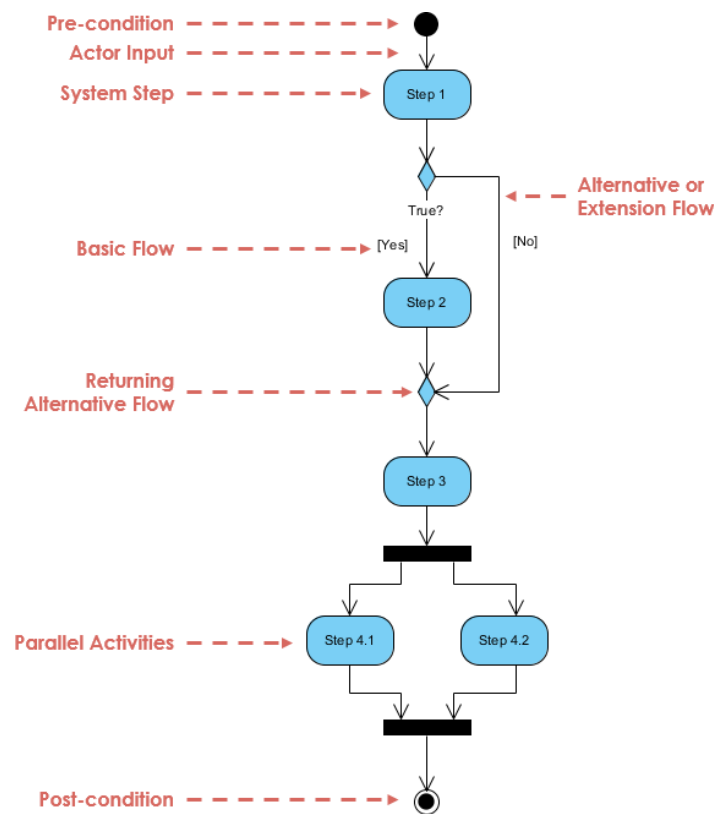 Pre-condition
Actor Input
System Step
Step 1
Alternative or
Extension Flow
True?
Basic Flow
[Yes]
[No]
Step 2
Returning
Alternative Flow
Step 3
Parallel Activities
Step 4.1
Step 4.2
Post-condition